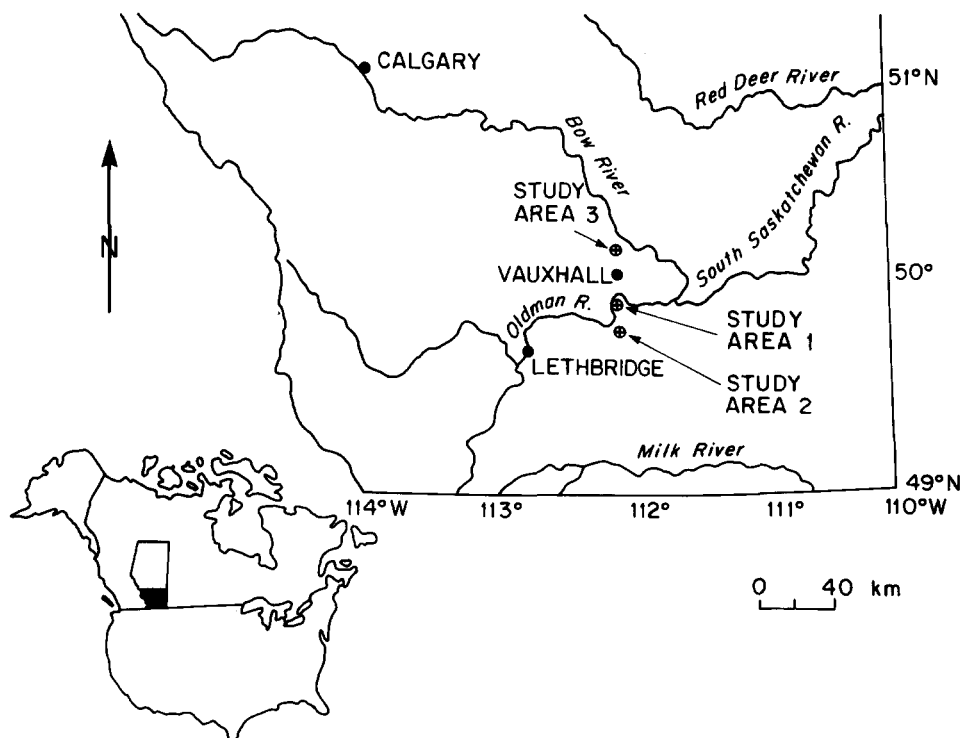 CALGARY
51°N
Red Deer River
Bow River
South Saskatchewan R.
STUDY
AREA 3
N
VAUXHALL
50°
Oldman R.
STUDY
AREA 1
LETHBRIDGE
STUDY
AREA 2
Milk River
49°N
114°W
113°
112°
111°
110°W
0 40 km